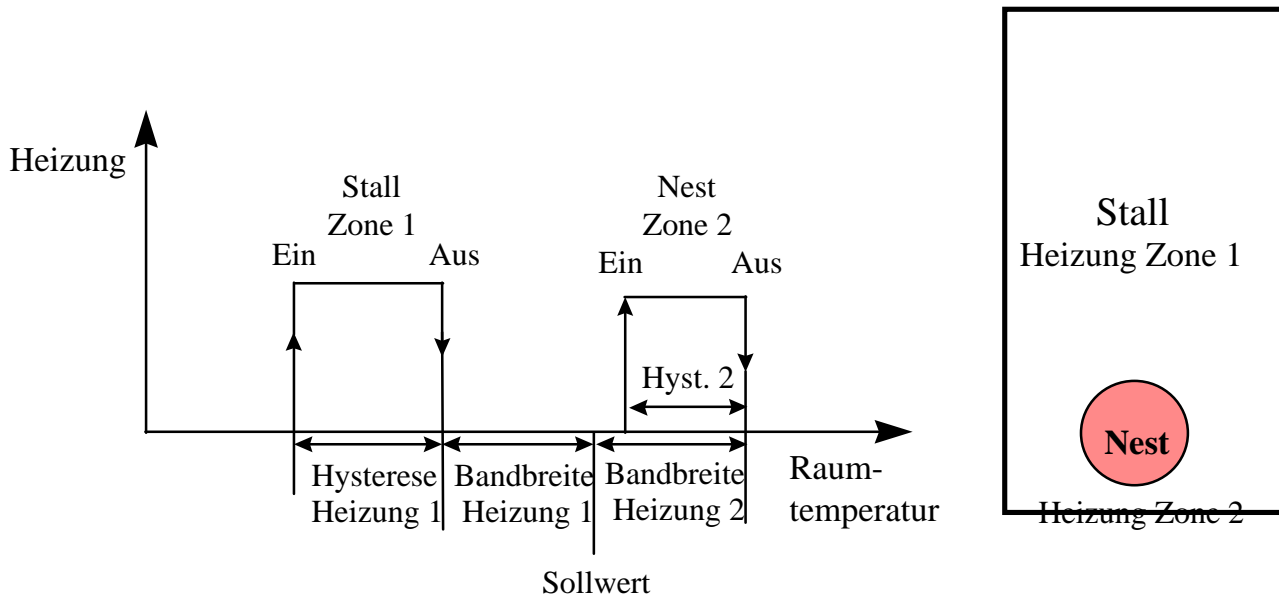 Heizung
Stall
Zone 1
Ein
Aus
Nest
Zone 2
Ein
Aus
Hyst. 2
Hysterese
Heizung 1
Bandbreite
Heizung 1
Bandbreite
Heizung 2
Raum-
temperatur
Sollwert
Stall
Heizung Zone 1
Nest
Heizung Zone 2